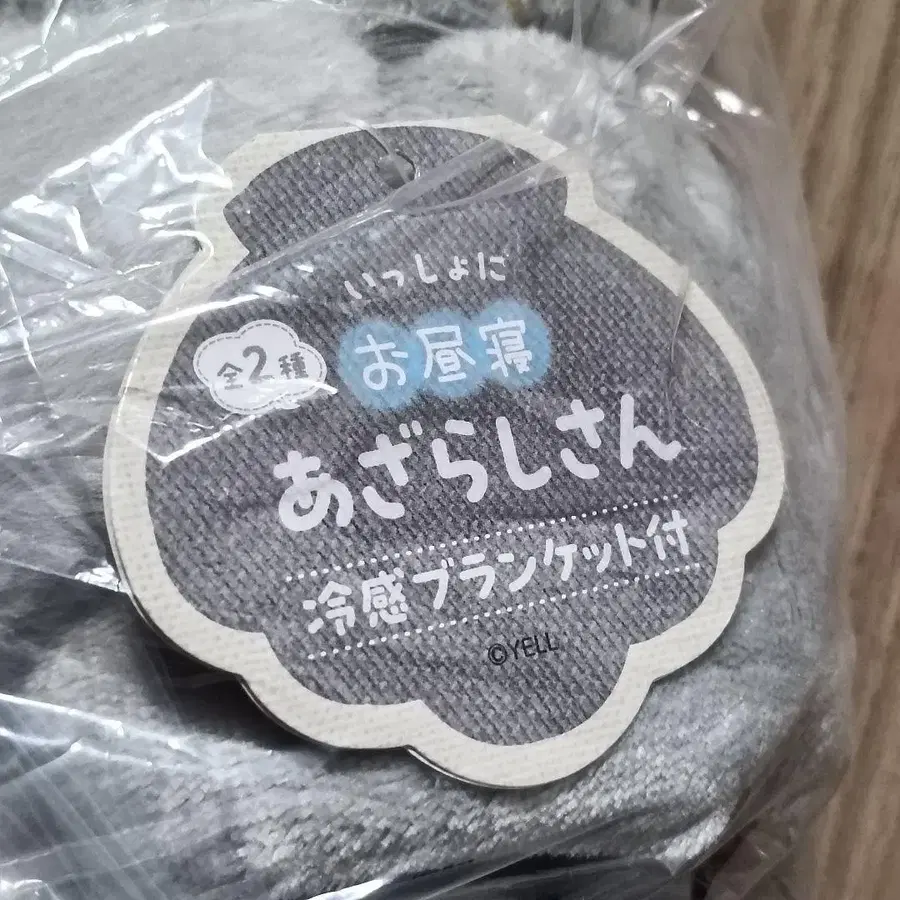 いっしょに
全2種
お昼寝
あざらしさん
冷感ブランケット付
©YELL